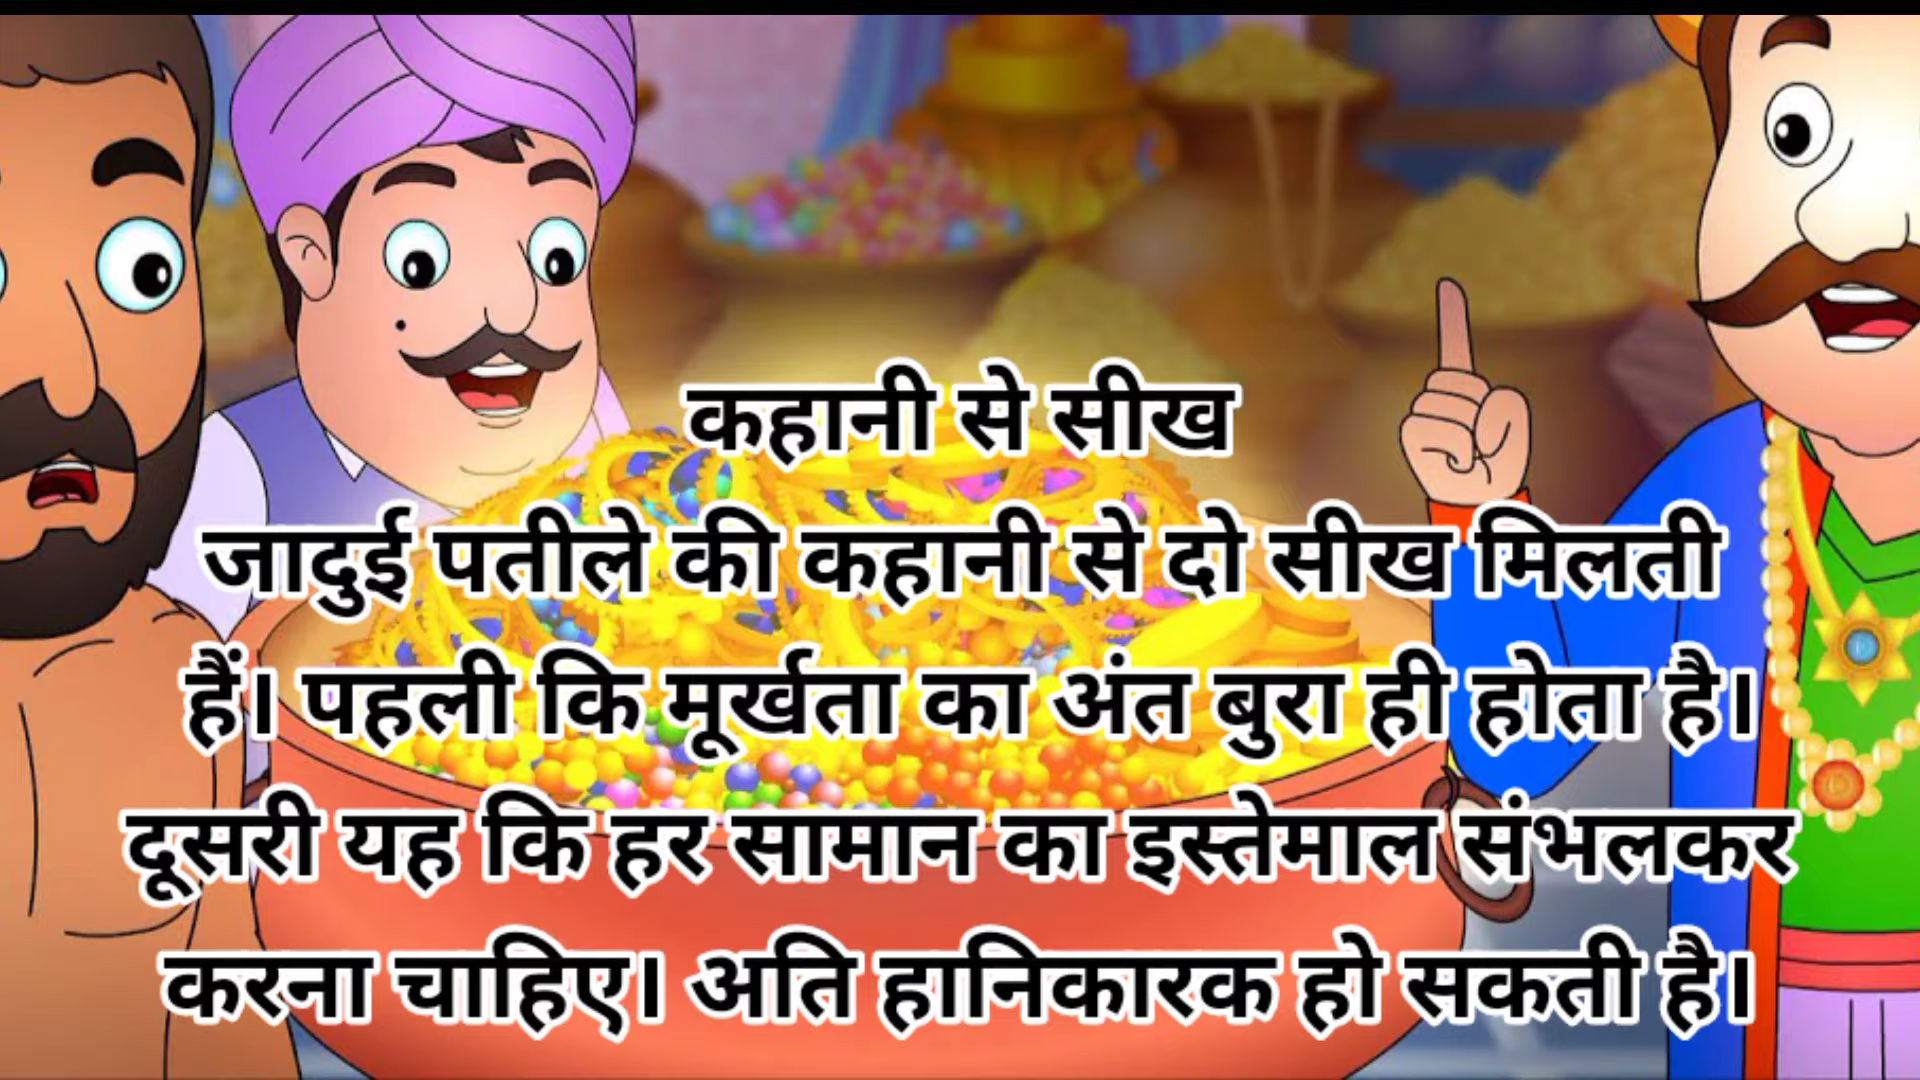 कहानी से सीख
जादुई पतीले की कहानी से दो सीख मिलती
हैं। पहली कि मूर्खता का अंत बुरा ही होता है।
दूसरी यह कि हर सामान का इस्तेमाल संभलकर
करना चाहिए। अति हानिकारक हो सकती है।